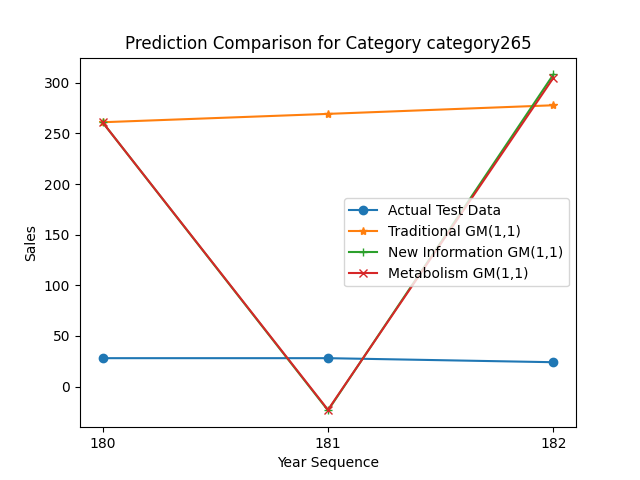 Prediction Comparison for Category category265
Sales
300
250
200
150
100
50
0
Actual Test Data
Traditional GM(1,1)
New Information GM(1,1)
Metabolism GM(1,1)
180
181
182
Year Sequence